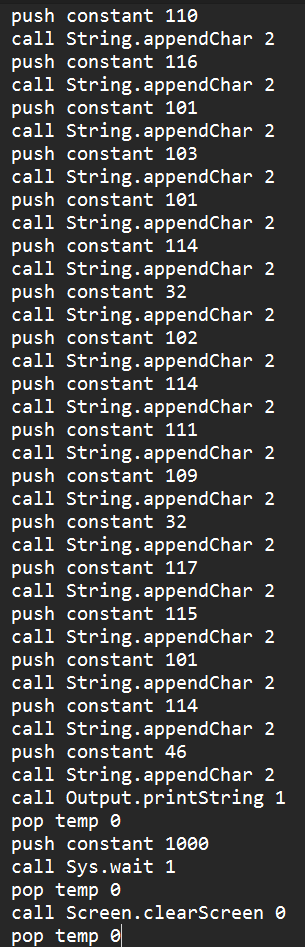 push constant 110
call String.appendChar 2
push constant 116
call String.appendChar 2
push constant 101
call String.appendChar 2
push constant 103
call String.appendChar 2
push constant 101
call String.appendChar 2
push constant 114
call String.appendChar 2
push constant 32
call String.appendChar 2
push constant 102
call String.appendChar 2
push constant 114
call String.appendChar 2
push constant 111
call String.appendChar 2
push constant 109
call String.appendChar 2
push constant 32
call String.appendChar 2
push constant 117
call String.appendChar 2
push constant 115
call String.appendChar 2
push constant 101
call String.appendChar 2
push constant 114
call String.appendChar 2
push constant 46
call String.appendChar 2
call Output.printString 1
pop temp 0
push constant 1000
call Sys.wait 1
pop temp 0
call Screen.clearScreen 0
pop temp 0